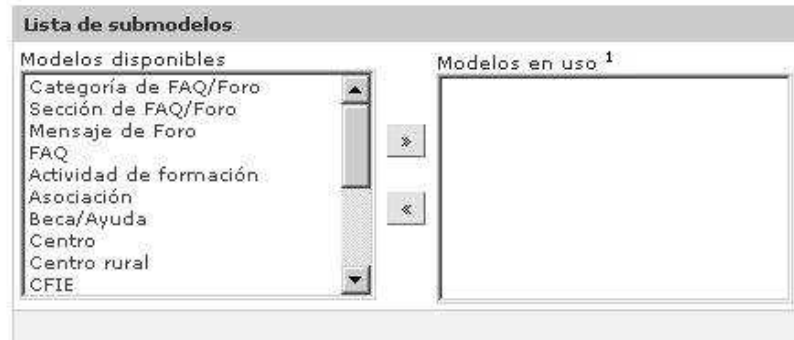 Lista de submodelos
Modelos disponibles
Modelos en uso 1
Categoría de FAQ/Foro
Sección de FAQ/Foro
Mensaje de Foro
FAQ
Actividad de formación
Asociación
Beca/Ayuda
Centro
Centro rural
CFIE
»
«